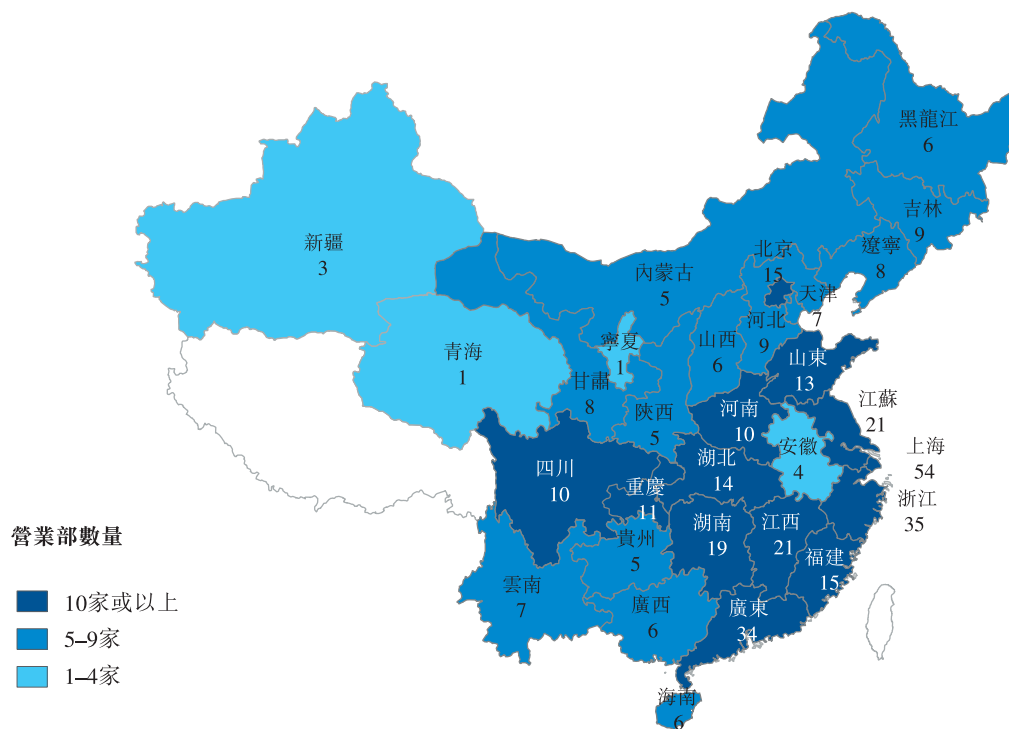 黑龍江
6
吉林
9
遼寧
8
新疆
3
內蒙古
5
北京
15
天津
7
河北
9
山西
6
寧夏
1
青海
1
甘肅
8
山東
13
陝西
5
河南
10
江蘇
21
安徽
4
上海
54
四川
10
湖北
14
重慶
11
浙江
35
湖南
19
江西
21
貴州
5
福建
15
雲南
7
廣西
6
廣東
34
海南
6
營業部數量
10家或以上
5–9家
1–4家